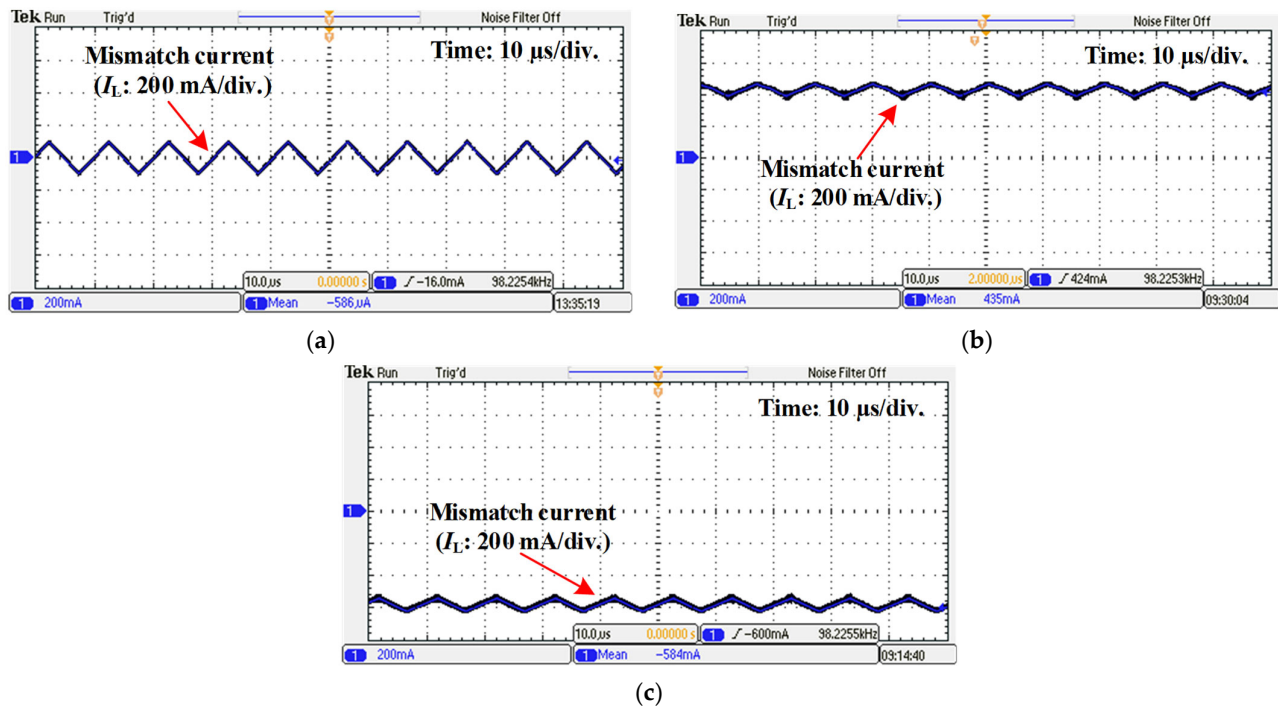 Tek Run Trig'd Noise Filter Off
Time: 10 µs/div.
Mismatch current
(IL: 200 mA/div.)
1
10.0µs 0.00000 s 1 −16.0mA 98.2254kHz
1 200mA 1 Mean −586µA 13:35:19
(a)
Tek Run Trig'd Noise Filter Off
Time: 10 µs/div.
1
Mismatch current
(IL: 200 mA/div.)
10.0µs 2.00000µs 1 424mA 98.2253kHz
1 200mA 1 Mean 435mA 09:30:04
(b)
Tek Run Trig'd Noise Filter Off
Time: 10 µs/div.
1
Mismatch current
(IL: 200 mA/div.)
10.0µs 0.00000 s 1 −600mA 98.2255kHz
1 200mA 1 Mean −584mA 09:14:40
(c)